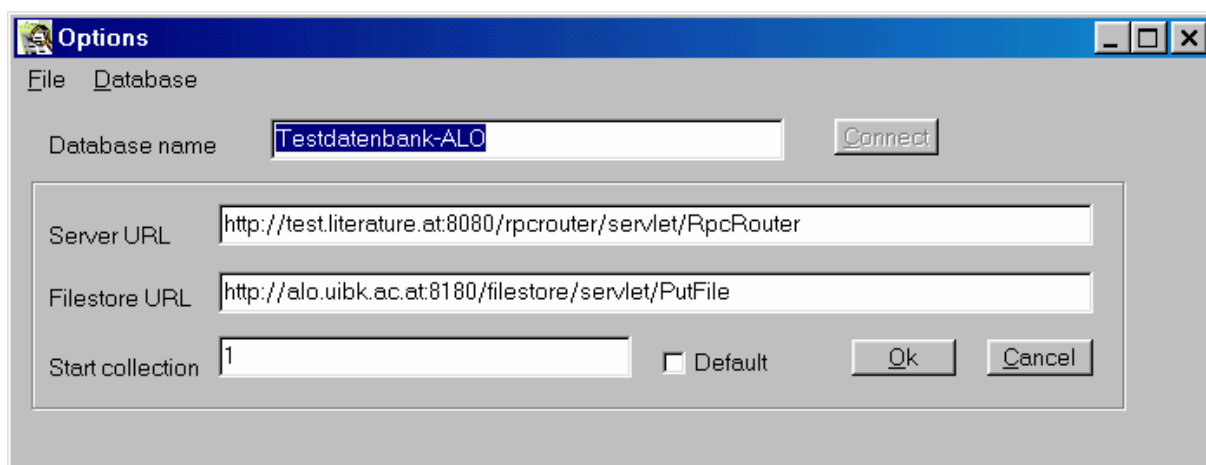 Options
File Database
Database name Testdatenbank-ALO Connect
Server URL http://test.literature.at:8080/rpcrouter/servlet/RpcRouter
Filestore URL http://alo.uibk.ac.at:8180/filestore/servlet/PutFile
Start collection 1 Default Ok Cancel